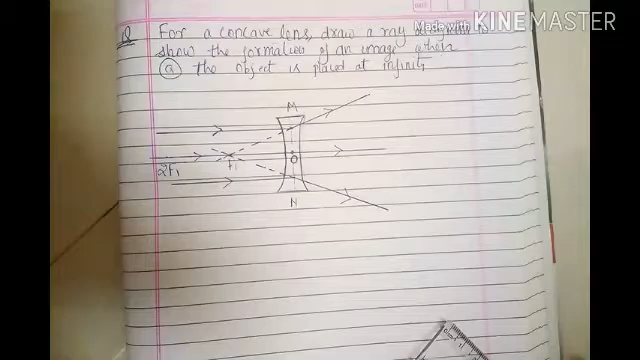 Q For a concave lens, draw a ray
Made with
KINEMASTER
show the formation of an image when
a the object is placed at infinity
M
2F1
F1
O
N